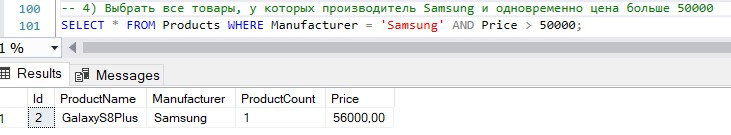 100 -- 4) Выбрать все товары, у которых производитель Samsung и одновременно цена больше 50000
101 SELECT * FROM Products WHERE Manufacturer = 'Samsung' AND Price > 50000;
1 %
Results Messages
Id ProductName Manufacturer ProductCount Price
1 2 GalaxyS8Plus Samsung 1 56000,00